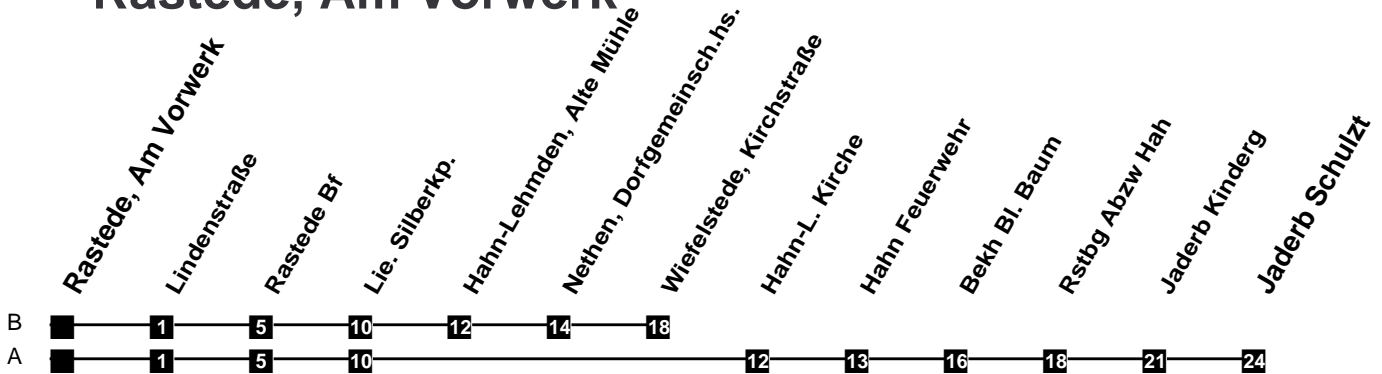 Rastede, Am Vorwerk
Rastede, Am Vorwerk
Lindenstraße
Rastede Bf
Lie. Silberkp.
Hahn-Lehmden, Alte Mühle
Nethen, Dorfgemeinsch.hs.
Wiefelstede, Kirchstraße
Hahn-L. Kirche
Hahn Feuerwehr
Bekh Bl. Baum
Rstbg Abzw Hah
Jaderb Kinderg
Jaderb Schulzt
B 1 5 10 12 14 18
A 1 5 10 12 13 16 18 21 24